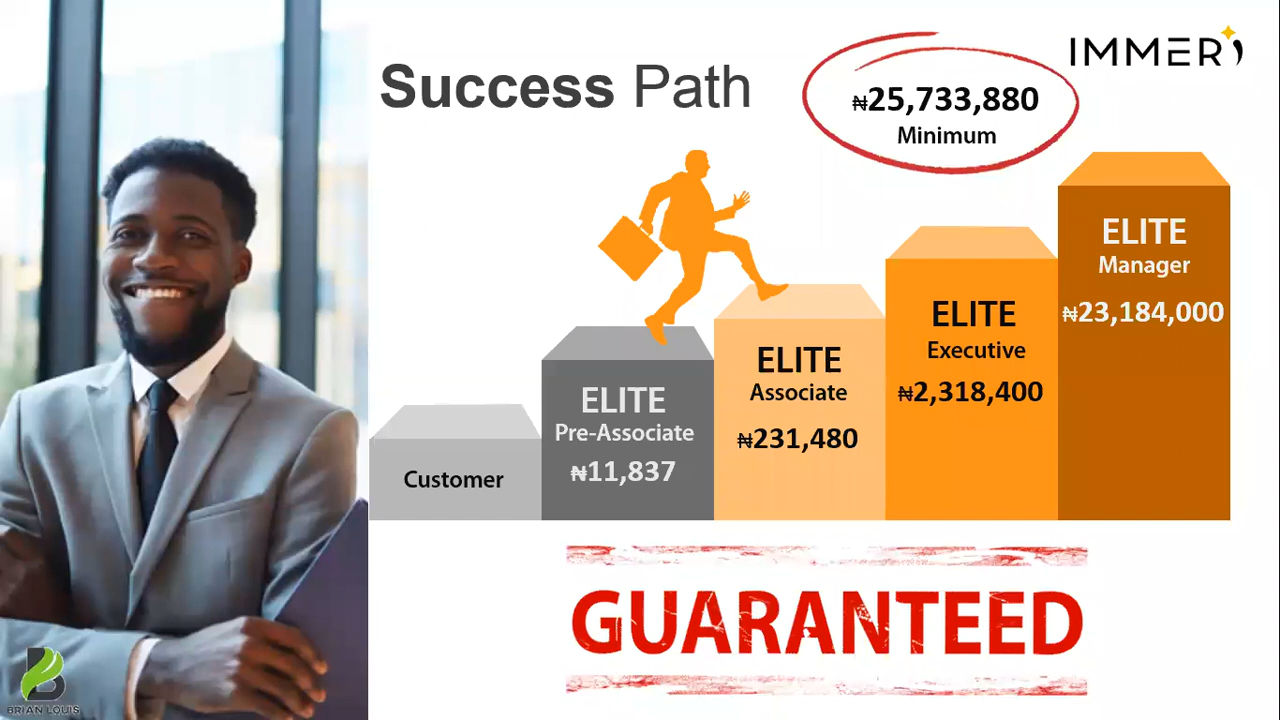 IMMERI
Success Path
₦25,733,880
Minimum
ELITE
Manager
₦23,184,000
ELITE
Executive
₦2,318,400
ELITE
Associate
₦231,480
ELITE
Pre-Associate
₦11,837
Customer
GUARANTEED
BRIAN LOUIS